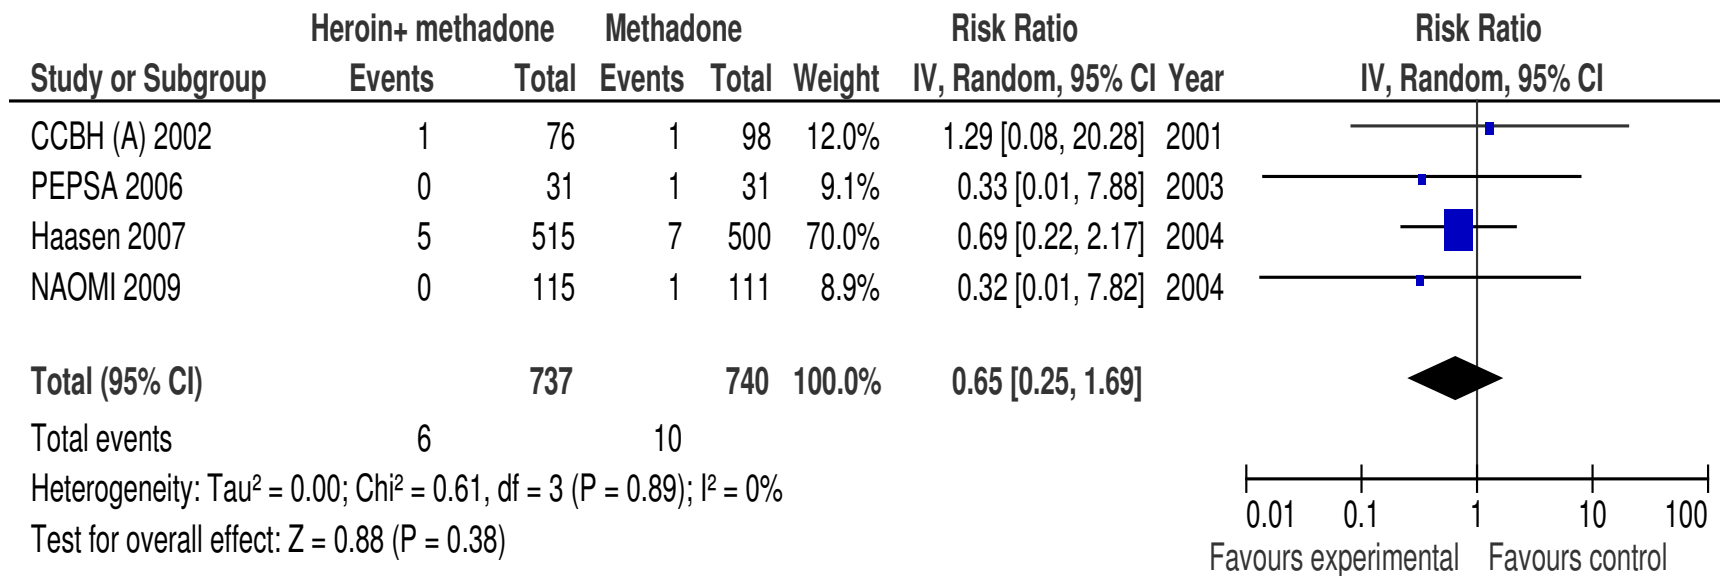 Heroin+ methadone Methadone Risk Ratio Risk Ratio
Study or Subgroup Events Total Events Total Weight IV, Random, 95% CI Year IV, Random, 95% CI
CCBH (A) 2002 1 76 1 98 12.0% 1.29 [0.08, 20.28] 2001
PEPSA 2006 0 31 1 31 9.1% 0.33 [0.01, 7.88] 2003
Haasen 2007 5 515 7 500 70.0% 0.69 [0.22, 2.17] 2004
NAOMI 2009 0 115 1 111 8.9% 0.32 [0.01, 7.82] 2004
Total (95% CI) 737 740 100.0% 0.65 [0.25, 1.69]
Total events 6 10
Heterogeneity: Tau² = 0.00; Chi² = 0.61, df = 3 (P = 0.89); I² = 0%
Test for overall effect: Z = 0.88 (P = 0.38)
0.01 0.1 1 10 100
Favours experimental Favours control